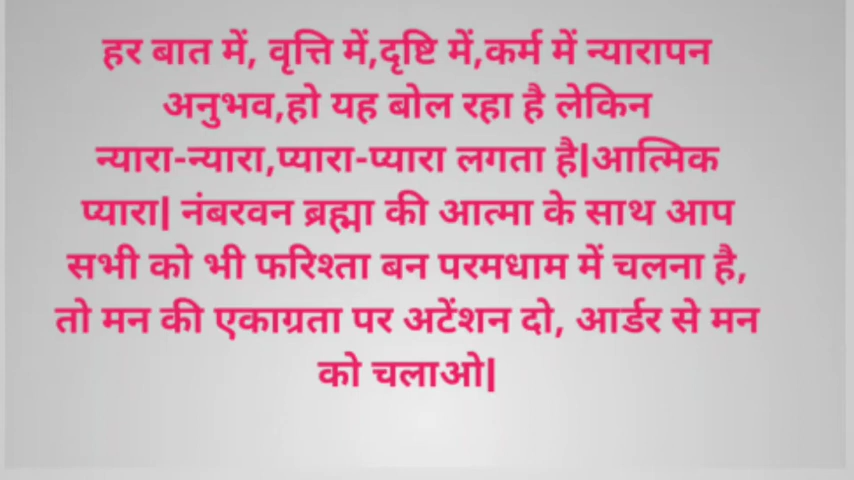 हर बात में, वृत्ति में,दृष्टि में,कर्म में न्यारापन
अनुभव,हो यह बोल रहा है लेकिन
न्यारा-न्यारा,प्यारा-प्यारा लगता है|आत्मिक
प्यारा| नंबरवन ब्रह्मा की आत्मा के साथ आप
सभी को भी फरिश्ता बन परमधाम में चलना है,
तो मन की एकाग्रता पर अटेंशन दो, आर्डर से मन
को चलाओ|